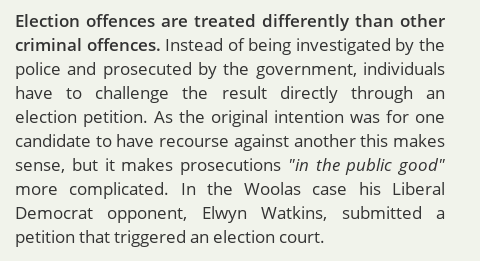 Election offences are treated differently than other
criminal offences. Instead of being investigated by the
police and prosecuted by the government, individuals
have to challenge the result directly through an
election petition. As the original intention was for one
candidate to have recourse against another this makes
sense, but it makes prosecutions "in the public good"
more complicated. In the Woolas case his Liberal
Democrat opponent, Elwyn Watkins, submitted a
petition that triggered an election court.